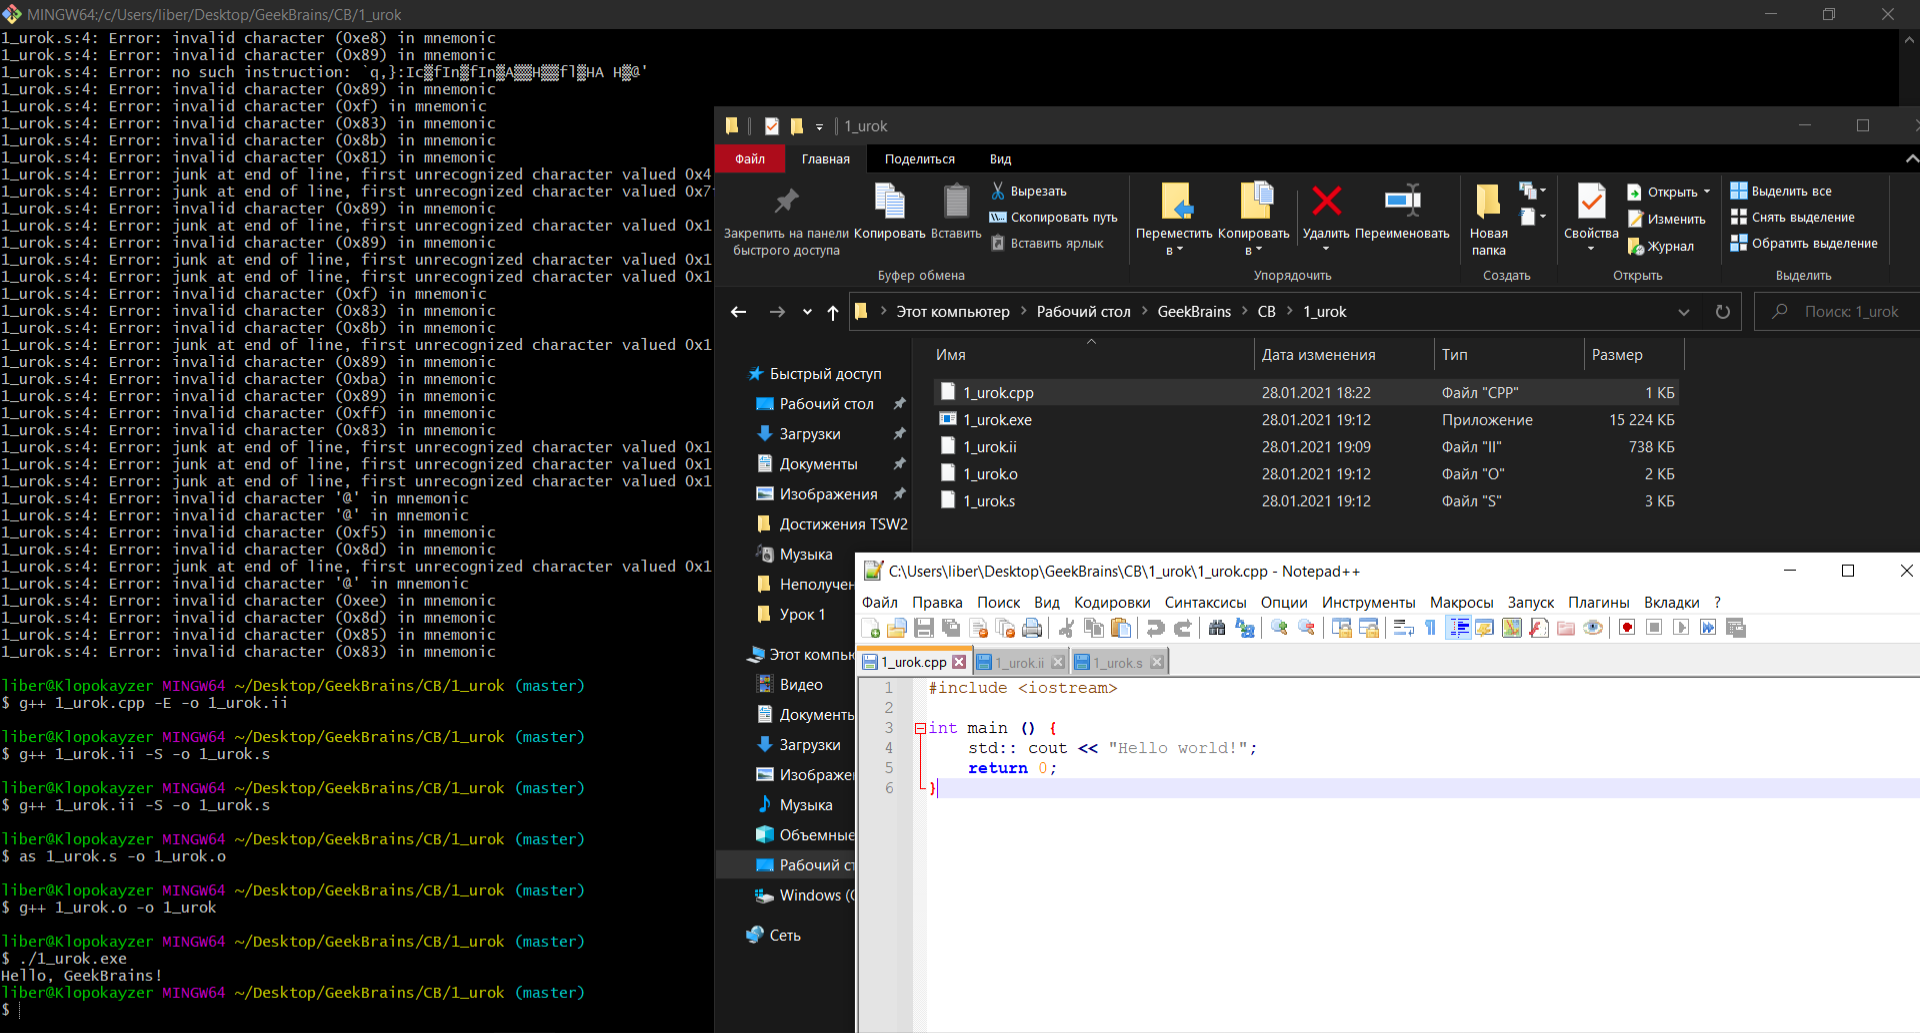 MINGW64:/c/Users/liber/Desktop/GeekBrains/CB/1_urok
1_urok.s:4: Error: invalid character (0xe8) in mnemonic
1_urok.s:4: Error: invalid character (0x89) in mnemonic
1_urok.s:4: Error: no such instruction: `q,}:Ic▒fIn▒fIn▒A▒▒H▒▒fl▒HA H▒@'
1_urok.s:4: Error: invalid character (0x89) in mnemonic
1_urok.s:4: Error: invalid character (0xf) in mnemonic
1_urok.s:4: Error: invalid character (0x83) in mnemonic
1_urok.s:4: Error: invalid character (0x8b) in mnemonic
1_urok.s:4: Error: invalid character (0x81) in mnemonic
1_urok.s:4: Error: junk at end of line, first unrecognized character valued 0x4
1_urok.s:4: Error: junk at end of line, first unrecognized character valued 0x7
1_urok.s:4: Error: invalid character (0x89) in mnemonic
1_urok.s:4: Error: junk at end of line, first unrecognized character valued 0x1
1_urok.s:4: Error: invalid character (0x89) in mnemonic
1_urok.s:4: Error: junk at end of line, first unrecognized character valued 0x1
1_urok.s:4: Error: junk at end of line, first unrecognized character valued 0x1
1_urok.s:4: Error: invalid character (0xf) in mnemonic
1_urok.s:4: Error: invalid character (0x83) in mnemonic
1_urok.s:4: Error: invalid character (0x8b) in mnemonic
1_urok.s:4: Error: junk at end of line, first unrecognized character valued 0x1
1_urok.s:4: Error: invalid character (0x89) in mnemonic
1_urok.s:4: Error: invalid character (0xba) in mnemonic
1_urok.s:4: Error: invalid character (0x89) in mnemonic
1_urok.s:4: Error: invalid character (0xff) in mnemonic
1_urok.s:4: Error: invalid character (0x83) in mnemonic
1_urok.s:4: Error: junk at end of line, first unrecognized character valued 0x1
1_urok.s:4: Error: junk at end of line, first unrecognized character valued 0x1
1_urok.s:4: Error: junk at end of line, first unrecognized character valued 0x1
1_urok.s:4: Error: invalid character '@' in mnemonic
1_urok.s:4: Error: invalid character '@' in mnemonic
1_urok.s:4: Error: invalid character (0xf5) in mnemonic
1_urok.s:4: Error: invalid character (0x8d) in mnemonic
1_urok.s:4: Error: junk at end of line, first unrecognized character valued 0x1
1_urok.s:4: Error: invalid character '@' in mnemonic
1_urok.s:4: Error: invalid character (0xee) in mnemonic
1_urok.s:4: Error: invalid character (0x8d) in mnemonic
1_urok.s:4: Error: invalid character (0x85) in mnemonic
1_urok.s:4: Error: invalid character (0x83) in mnemonic
liber@Klopokayzer MINGW64 ~/Desktop/GeekBrains/CB/1_urok (master)
$ g++ 1_urok.cpp -E -o 1_urok.ii
liber@Klopokayzer MINGW64 ~/Desktop/GeekBrains/CB/1_urok (master)
$ g++ 1_urok.ii -S -o 1_urok.s
liber@Klopokayzer MINGW64 ~/Desktop/GeekBrains/CB/1_urok (master)
$ g++ 1_urok.ii -S -o 1_urok.s
liber@Klopokayzer MINGW64 ~/Desktop/GeekBrains/CB/1_urok (master)
$ as 1_urok.s -o 1_urok.o
liber@Klopokayzer MINGW64 ~/Desktop/GeekBrains/CB/1_urok (master)
$ g++ 1_urok.o -o 1_urok
liber@Klopokayzer MINGW64 ~/Desktop/GeekBrains/CB/1_urok (master)
$ ./1_urok.exe
Hello, GeekBrains!
liber@Klopokayzer MINGW64 ~/Desktop/GeekBrains/CB/1_urok (master)
$
1_urok
Файл Главная Поделиться Вид
Закрепить на панели быстрого доступа
Копировать
Вставить
Вырезать
Скопировать путь
Вставить ярлык
Буфер обмена
Переместить в
Копировать в
Удалить
Переименовать
Упорядочить
Новая папка
Создать
Свойства
Открыть
Изменить
Журнал
Открыть
Выделить все
Снять выделение
Обратить выделение
Выделить
Этот компьютер > Рабочий стол > GeekBrains > CB > 1_urok
Поиск: 1_urok
Быстрый доступ
Рабочий стол
Загрузки
Документы
Изображения
Достижения TSW2
Музыка
Неполучен
Урок 1
Этот компью
Видео
Документь
Загрузки
Изображе
Музыка
Объемные
Рабочий ст
Windows (C
Сеть
Имя Дата изменения Тип Размер
1_urok.cpp 28.01.2021 18:22 Файл "CPP" 1 КБ
1_urok.exe 28.01.2021 19:12 Приложение 15 224 КБ
1_urok.ii 28.01.2021 19:09 Файл "II" 738 КБ
1_urok.o 28.01.2021 19:12 Файл "O" 2 КБ
1_urok.s 28.01.2021 19:12 Файл "S" 3 КБ
C:\Users\liber\Desktop\GeekBrains\CB\1_urok\1_urok.cpp - Notepad++
Файл Правка Поиск Вид Кодировки Синтаксисы Опции Инструменты Макросы Запуск Плагины Вкладки ?
1_urok.cpp 1_urok.ii 1_urok.s
1 #include <iostream>
2
3 int main () {
4 std:: cout << "Hello world!";
5 return 0;
6 }